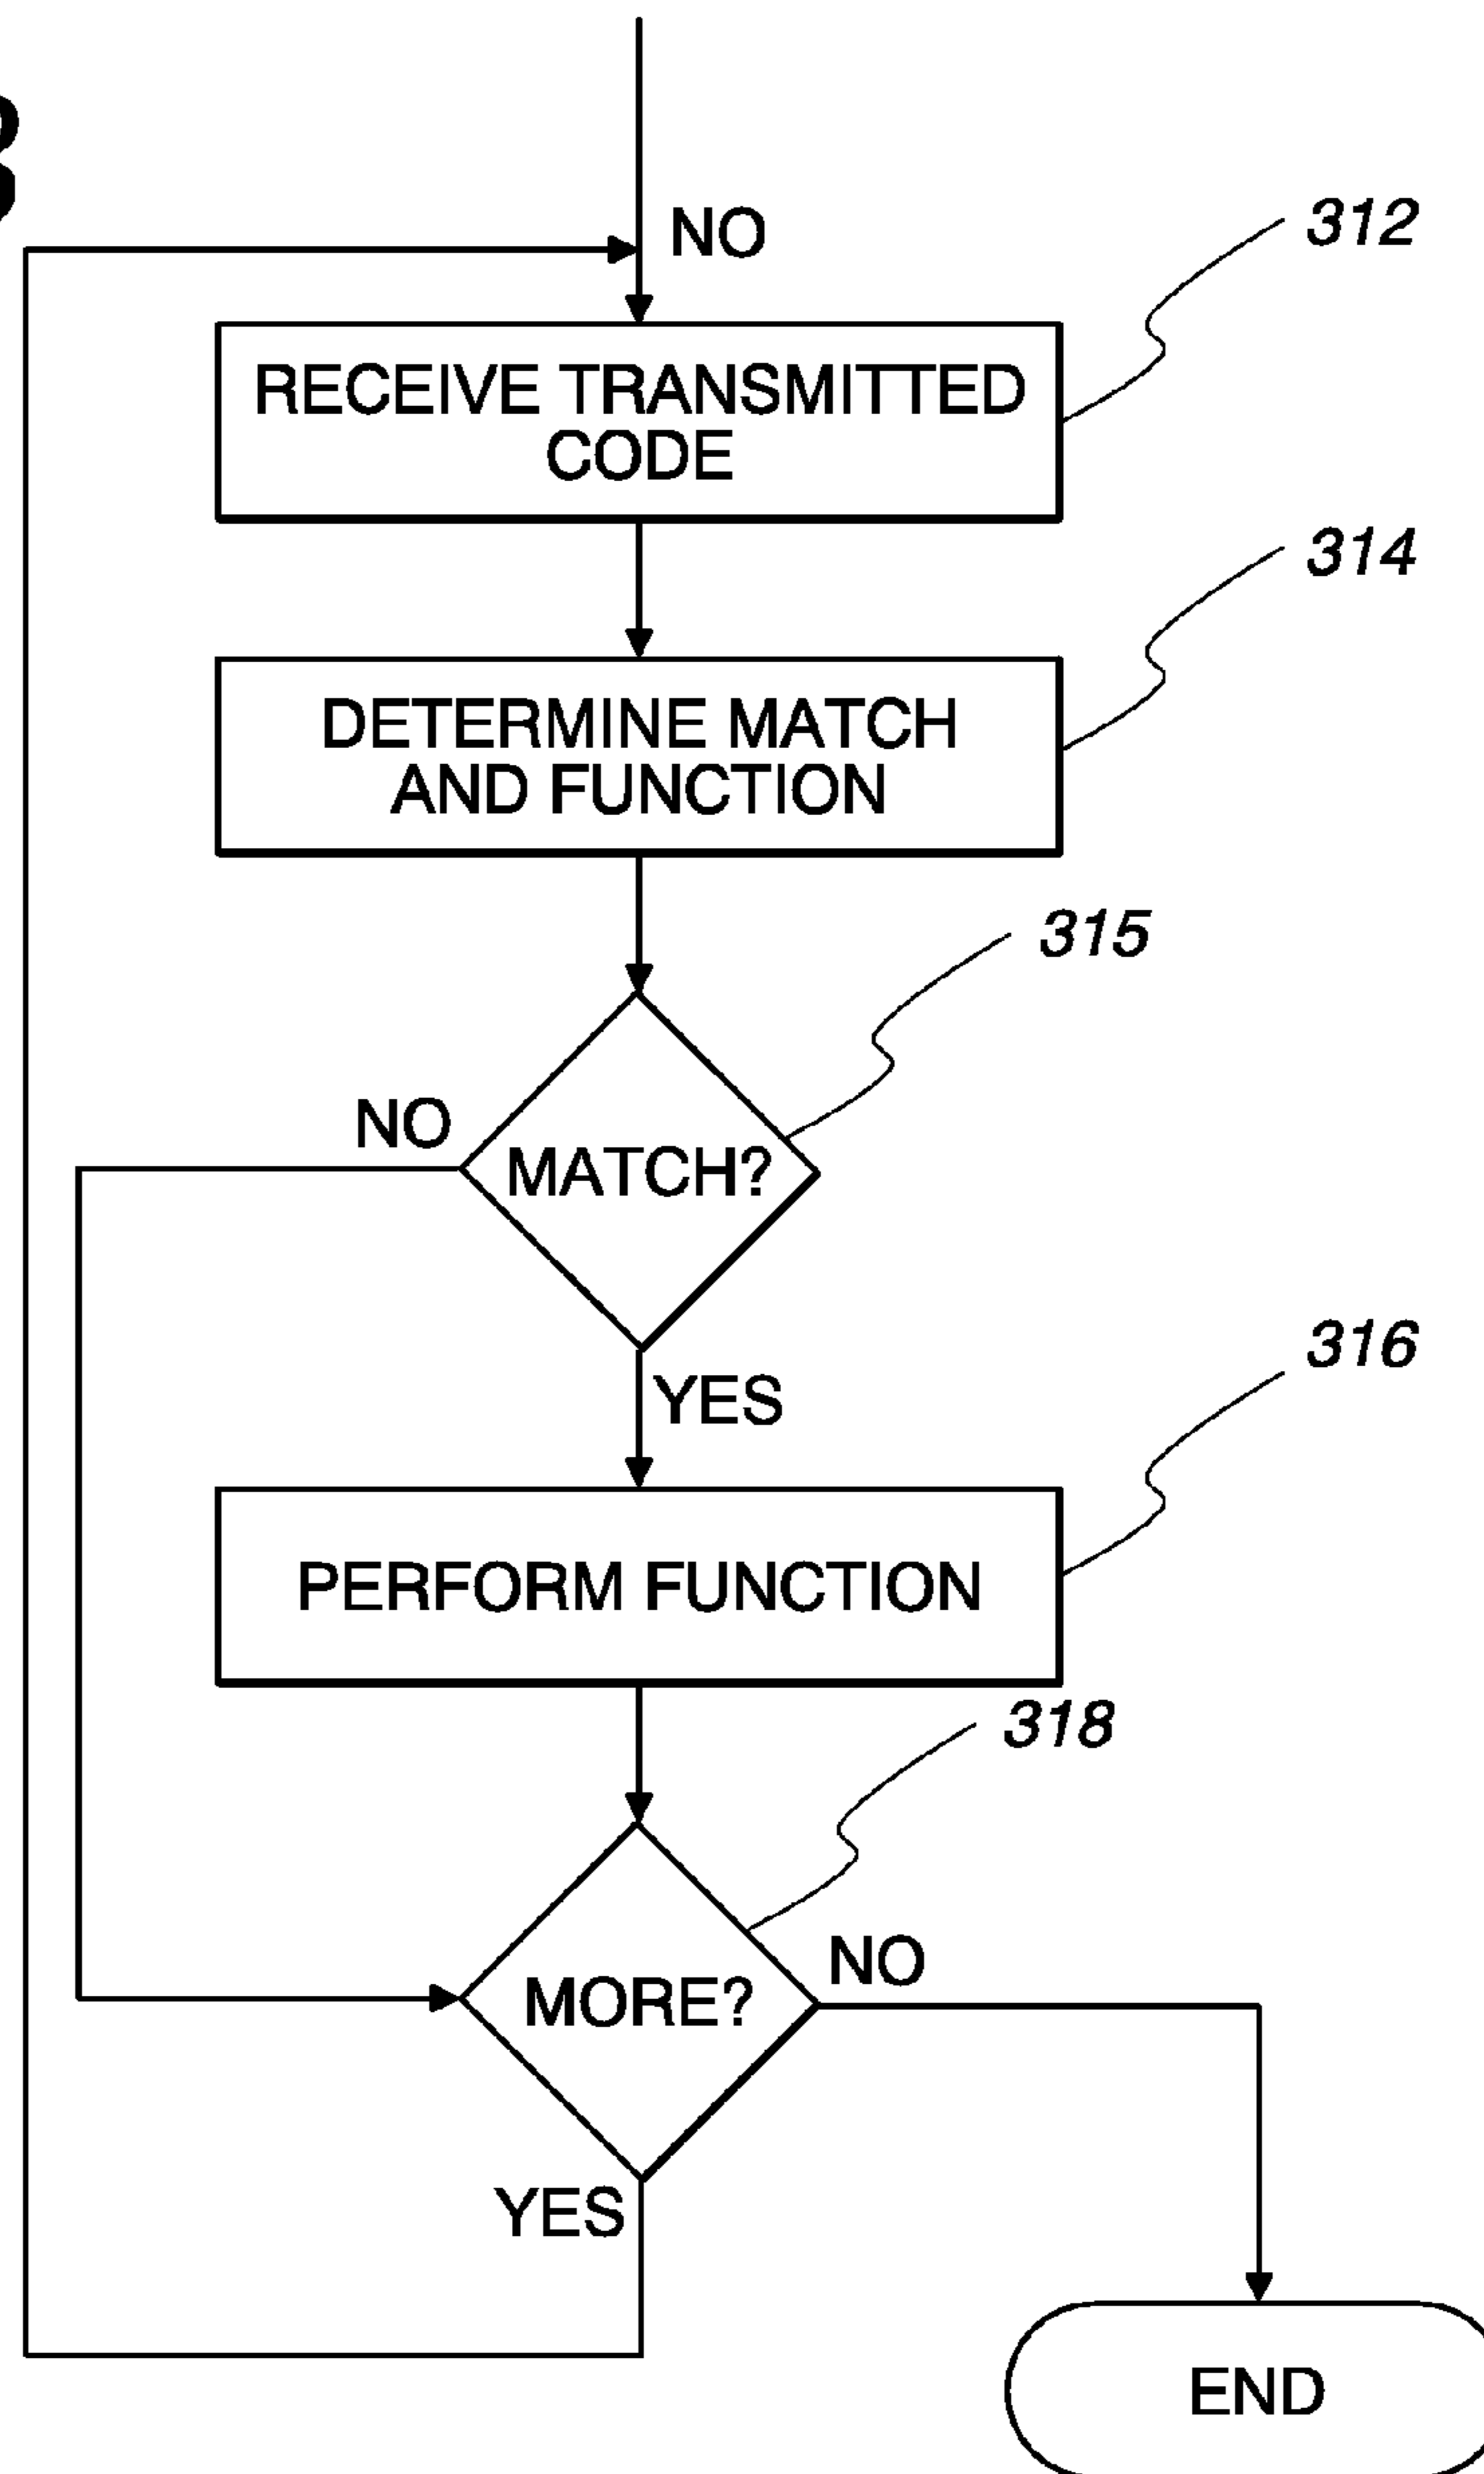 NO
312
RECEIVE TRANSMITTED
CODE
314
DETERMINE MATCH
AND FUNCTION
315
NO
MATCH?
YES
316
PERFORM FUNCTION
318
NO
MORE?
YES
END